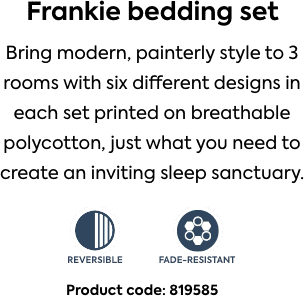 Frankie bedding set
Bring modern, painterly style to 3
rooms with six different designs in
each set printed on breathable
polycotton, just what you need to
create an inviting sleep sanctuary.
REVERSIBLE FADE-RESISTANT
Product code: 819585